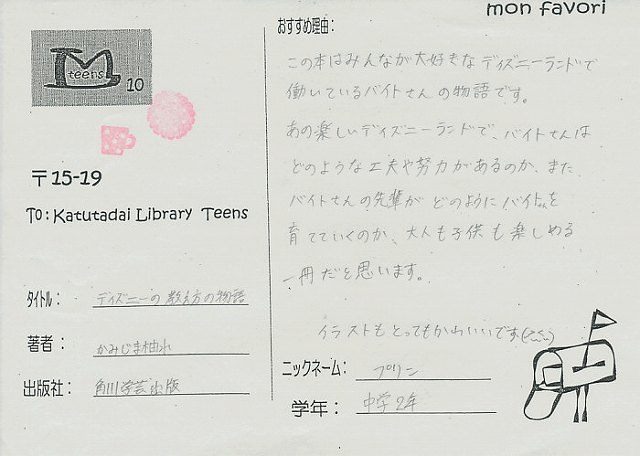 mon favori
M
teens
10
〒15-19
To: Katutadai Library Teens
タイトル: ディズニーの教え方の物語
著者: かみじま柚水
出版社: 角川学芸出版
おすすめ理由:
この本はみんなが大好きなディズニーランドで
働いているバイトさんの物語です。
あの楽しいディズニーランドで、バイトさんは
どのような工夫や努力があるのか、また
バイトさんの先輩がどのようにバイトさんを
育てていくのか、大人も子供も楽しめる
一冊だと思います。
イラストもとってもかわいいです
ニックネーム: プリン
学年: 中学2年